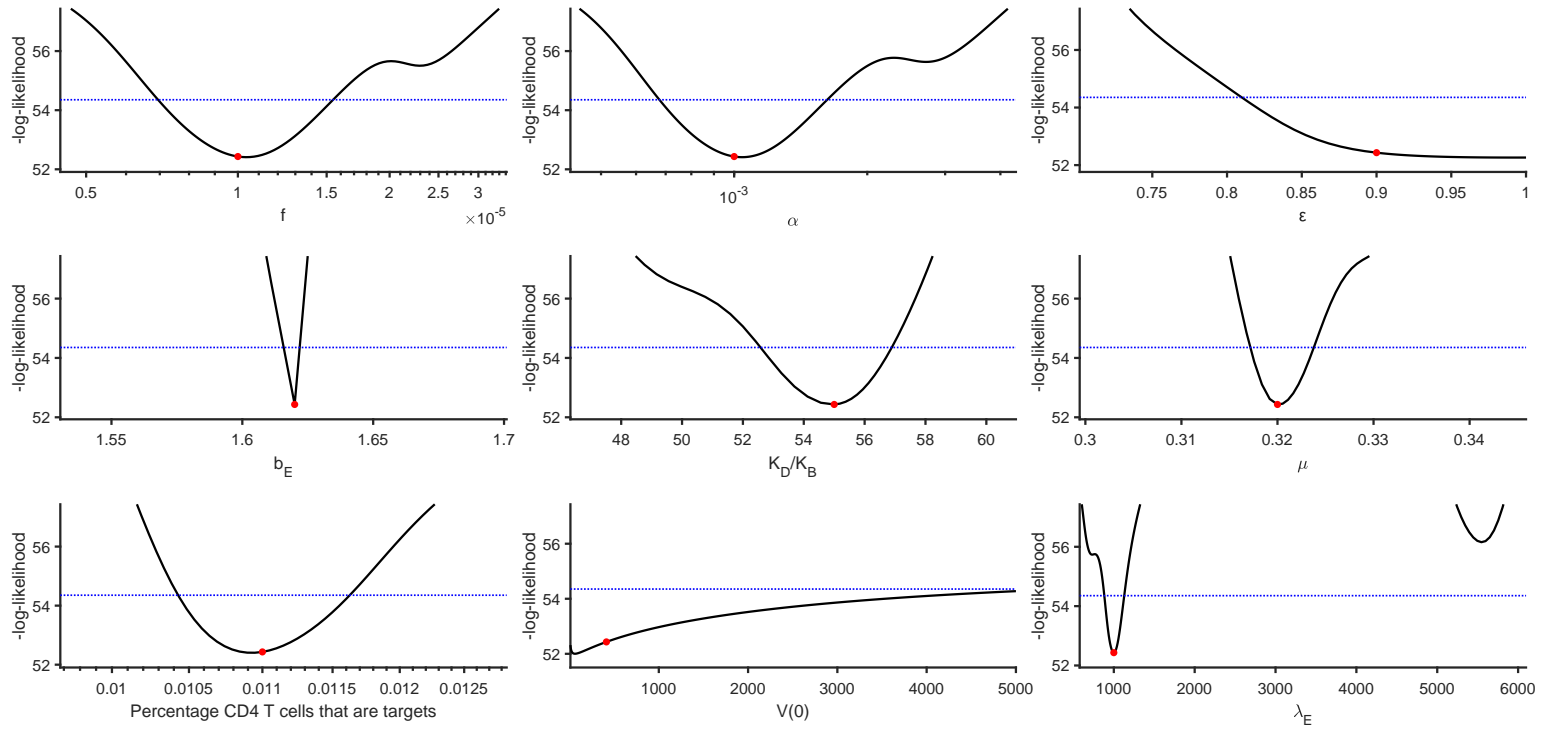 -log-likelihood
56
54
52
0.5 1 1.5 2 2.5 3
×10^-5
f
-log-likelihood
56
54
52
10^-3
α
-log-likelihood
56
54
52
0.75 0.8 0.85 0.9 0.95 1
ε
-log-likelihood
56
54
52
1.55 1.6 1.65 1.7
b_E
-log-likelihood
56
54
52
48 50 52 54 56 58 60
K_D/K_B
-log-likelihood
56
54
52
0.3 0.31 0.32 0.33 0.34
μ
-log-likelihood
56
54
52
0.01 0.0105 0.011 0.0115 0.012 0.0125
Percentage CD4 T cells that are targets
-log-likelihood
56
54
52
1000 2000 3000 4000 5000
V(0)
-log-likelihood
56
54
52
1000 2000 3000 4000 5000 6000
λ_E